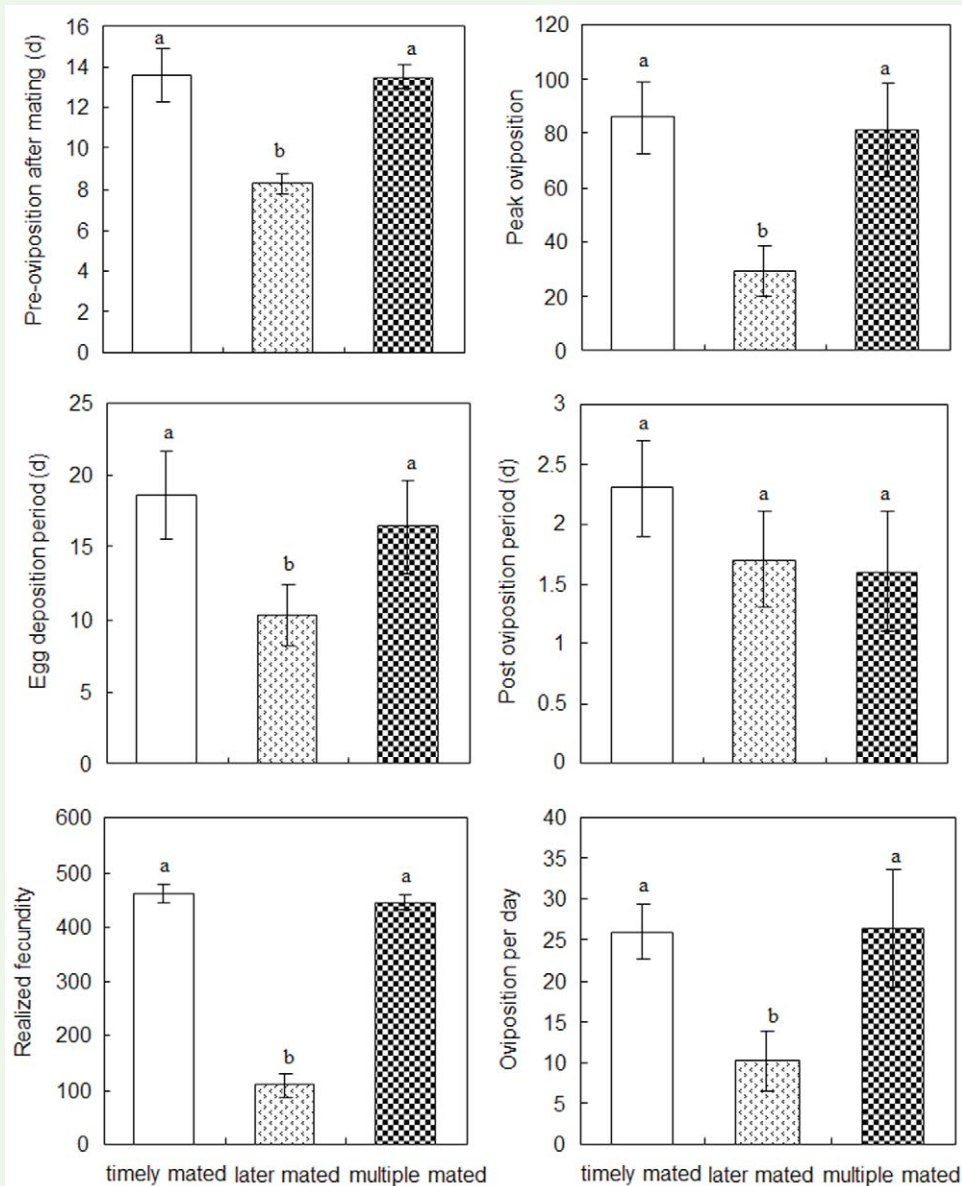 Pre-oviposition after mating (d)
16
14
12
10
8
6
4
2
0
a
b
a
Peak oviposition
120
100
80
60
40
20
0
a
b
a
Egg deposition period (d)
25
20
15
10
5
0
a
b
a
Post oviposition period (d)
3
2.5
2
1.5
1
0.5
0
a
a
a
Realized fecundity
600
500
400
300
200
100
0
a
b
a
timely mated later mated multiple mated
Oviposition per day
40
35
30
25
20
15
10
5
0
a
b
a
timely mated later mated multiple mated